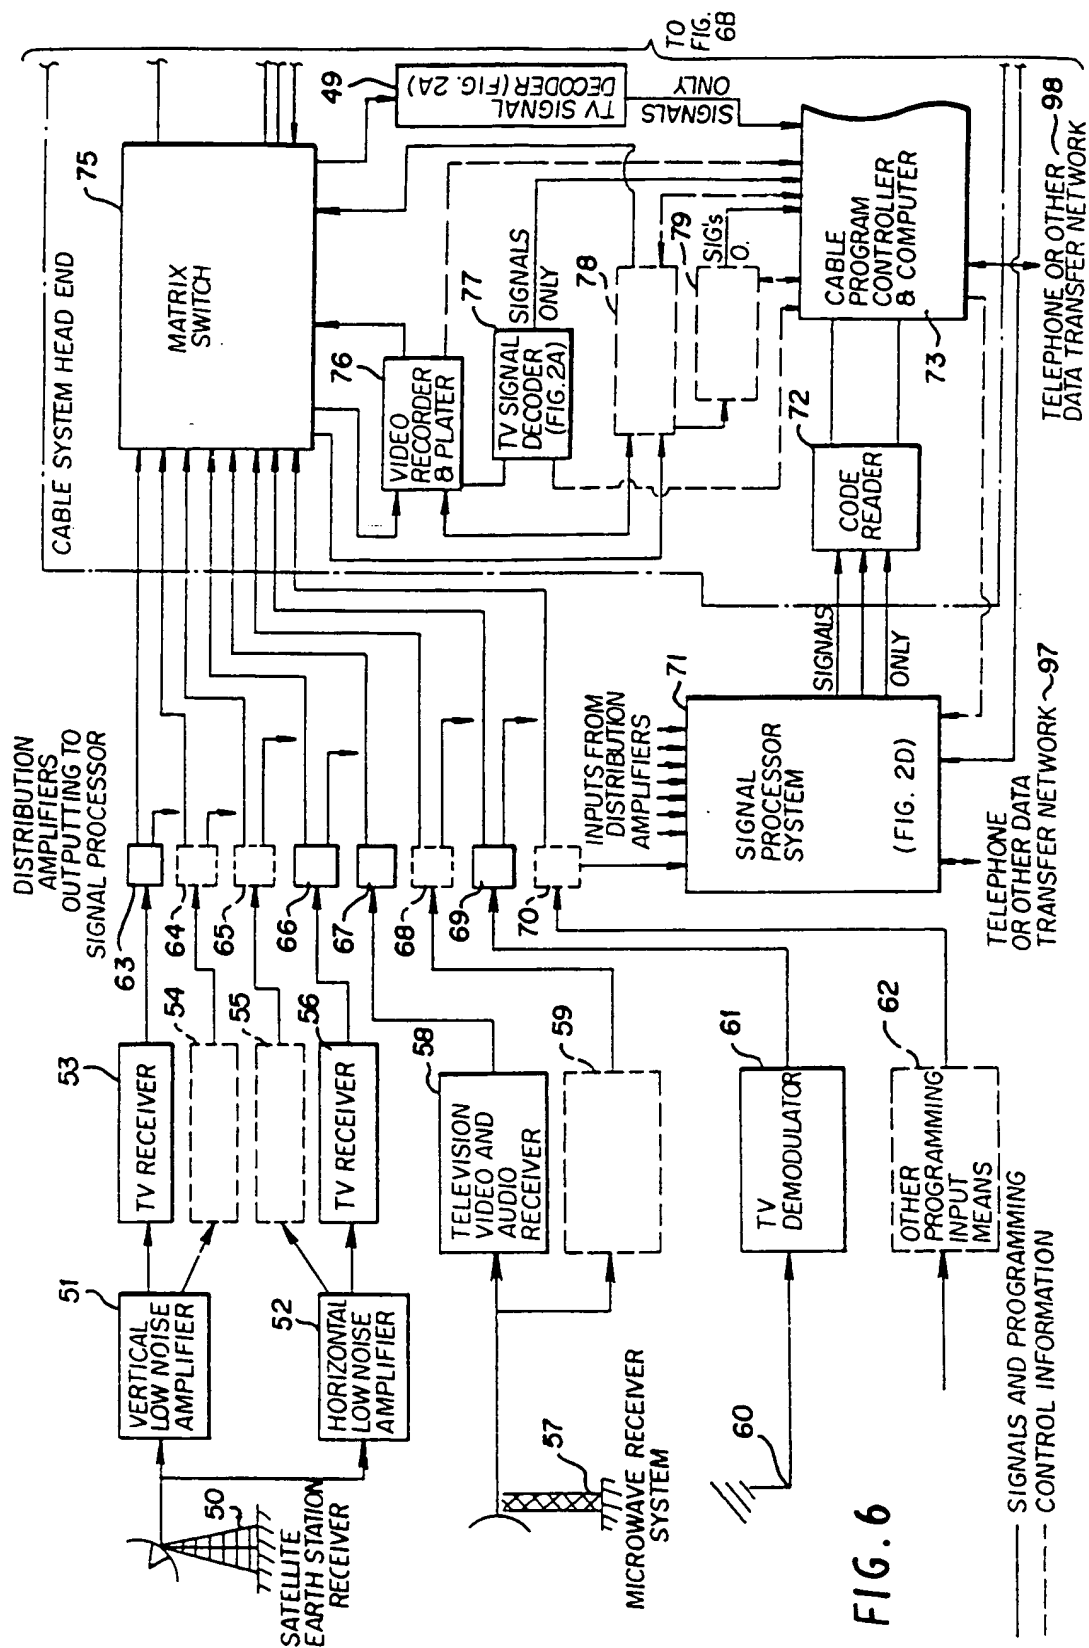 SATELLITE
EARTH STATION
RECEIVER
50
51
VERTICAL
LOW NOISE
AMPLIFIER
52
HORIZONTAL
LOW NOISE
AMPLIFIER
53
TV RECEIVER
54
55
56
TV RECEIVER
57
MICROWAVE RECEIVER
SYSTEM
58
TELEVISION
VIDEO AND
AUDIO
RECEIVER
59
60
61
TV
DEMODULATOR
62
OTHER
PROGRAMMING
INPUT
MEANS
DISTRIBUTION
AMPLIFIERS
OUTPUTTING TO
SIGNAL PROCESSOR
63
64
65
66
67
68
69
70
INPUTS FROM
DISTRIBUTION
AMPLIFIERS
71
SIGNAL
PROCESSOR
SYSTEM
(FIG. 2D)
TELEPHONE
OR OTHER DATA
TRANSFER NETWORK 97
SIGNALS
ONLY
CABLE SYSTEM HEAD END
75
MATRIX
SWITCH
76
VIDEO
RECORDER
& PLATER
77
TV SIGNAL
DECODER
(FIG. 2A)
SIGNALS
ONLY
78
79
SIG's
O.
72
CODE
READER
73
CABLE
PROGRAM
CONTROLLER
& COMPUTER
49
TV SIGNAL
DECODER (FIG. 2A)
SIGNALS
ONLY
TO
FIG.
6B
TELEPHONE OR OTHER 98
DATA TRANSFER NETWORK
FIG. 6
SIGNALS AND PROGRAMMING
CONTROL INFORMATION